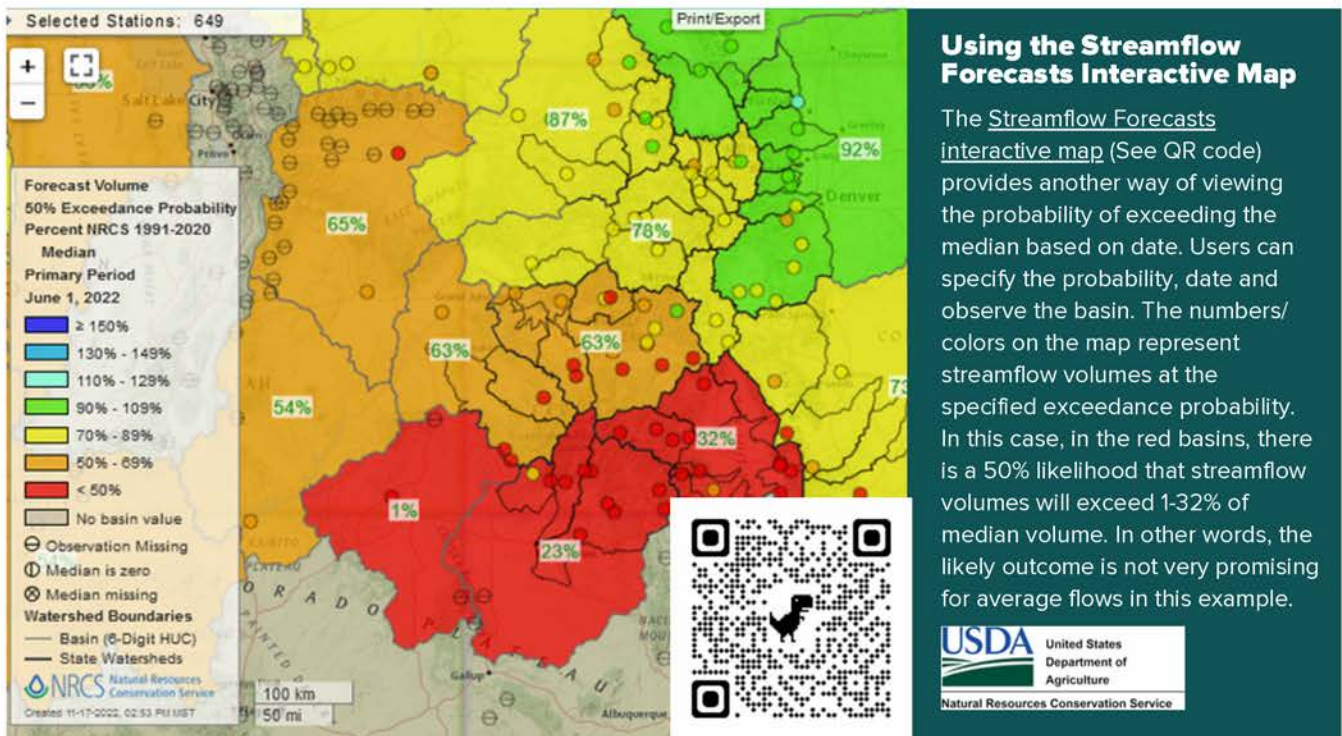 Selected Stations: 649
Print/Export
+
−
Salt Lake City
Provo
Cheyenne
Greeley
Denver
87%
92%
65%
78%
63%
63%
54%
73
32%
1%
23%
Forecast Volume
50% Exceedance Probability
Percent NRCS 1991-2020
Median
Primary Period
June 1, 2022
≥ 150%
130% - 149%
110% - 129%
90% - 109%
70% - 89%
50% - 69%
< 50%
No basin value
Observation Missing
Median is zero
Median missing
Watershed Boundaries
Basin (6-Digit HUC)
State Watersheds
NRCS Natural Resources
Conservation Service
Created 11-17-2022, 02:53 PM MST
100 km
50 mi
KAIBITO
PLATEAU
ORADO PLATEAU
Gallup
Albuquerque
Using the Streamflow
Forecasts Interactive Map
The Streamflow Forecasts
interactive map (See QR code)
provides another way of viewing
the probability of exceeding the
median based on date. Users can
specify the probability, date and
observe the basin. The numbers/
colors on the map represent
streamflow volumes at the
specified exceedance probability.
In this case, in the red basins, there
is a 50% likelihood that streamflow
volumes will exceed 1-32% of
median volume. In other words, the
likely outcome is not very promising
for average flows in this example.
USDA
United States
Department of
Agriculture
Natural Resources Conservation Service